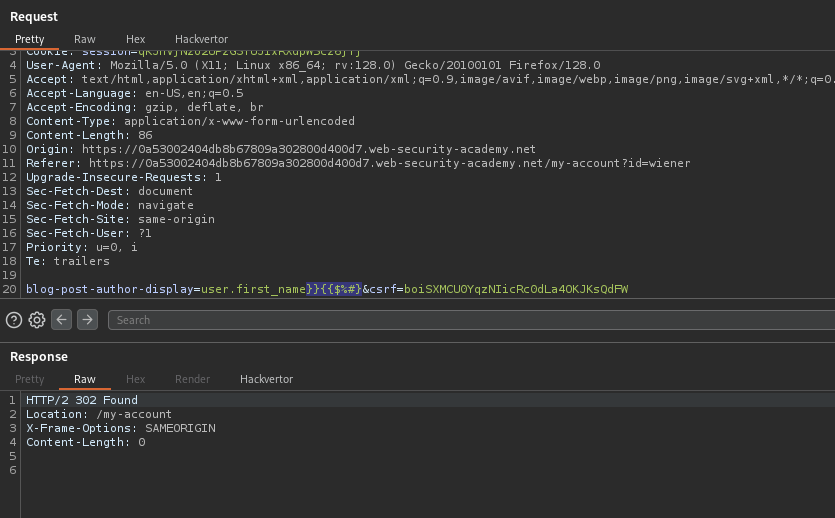 Request
Pretty Raw Hex Hackvertor
4 User-Agent: Mozilla/5.0 (X11; Linux x86_64; rv:128.0) Gecko/20100101 Firefox/128.0
5 Accept: text/html,application/xhtml+xml,application/xml;q=0.9,image/avif,image/webp,image/png,image/svg+xml,*/*;q=0.
6 Accept-Language: en-US,en;q=0.5
7 Accept-Encoding: gzip, deflate, br
8 Content-Type: application/x-www-form-urlencoded
9 Content-Length: 86
10 Origin: https://0a53002404db8b67809a302800d400d7.web-security-academy.net
11 Referer: https://0a53002404db8b67809a302800d400d7.web-security-academy.net/my-account?id=wiener
12 Upgrade-Insecure-Requests: 1
13 Sec-Fetch-Dest: document
14 Sec-Fetch-Mode: navigate
15 Sec-Fetch-Site: same-origin
16 Sec-Fetch-User: ?1
17 Priority: u=0, i
18 Te: trailers
19
20 blog-post-author-display=user.first_name}}{{$%#}&csrf=boiSXMCU0YqzNIicRc0dLa4OKJKsQdFW
Search
Response
Pretty Raw Hex Render Hackvertor
1 HTTP/2 302 Found
2 Location: /my-account
3 X-Frame-Options: SAMEORIGIN
4 Content-Length: 0
5
6